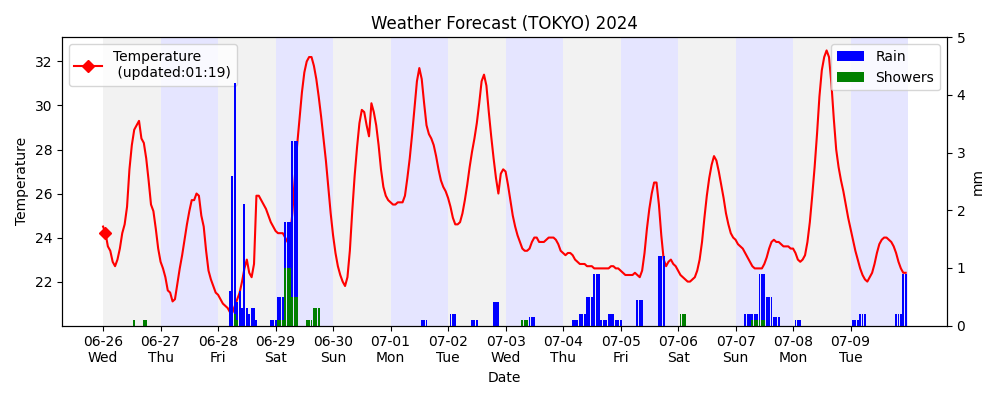 Weather Forecast (TOKYO) 2024
Temperature
(updated:01:19)
Rain
Showers
Temperature
32
30
28
26
24
22
5
4
3
2
1
0
mm
06-26 06-27 06-28 06-29 06-30 07-01 07-02 07-03 07-04 07-05 07-06 07-07 07-08 07-09
Wed Thu Fri Sat Sun Mon Tue Wed Thu Fri Sat Sun Mon Tue
Date